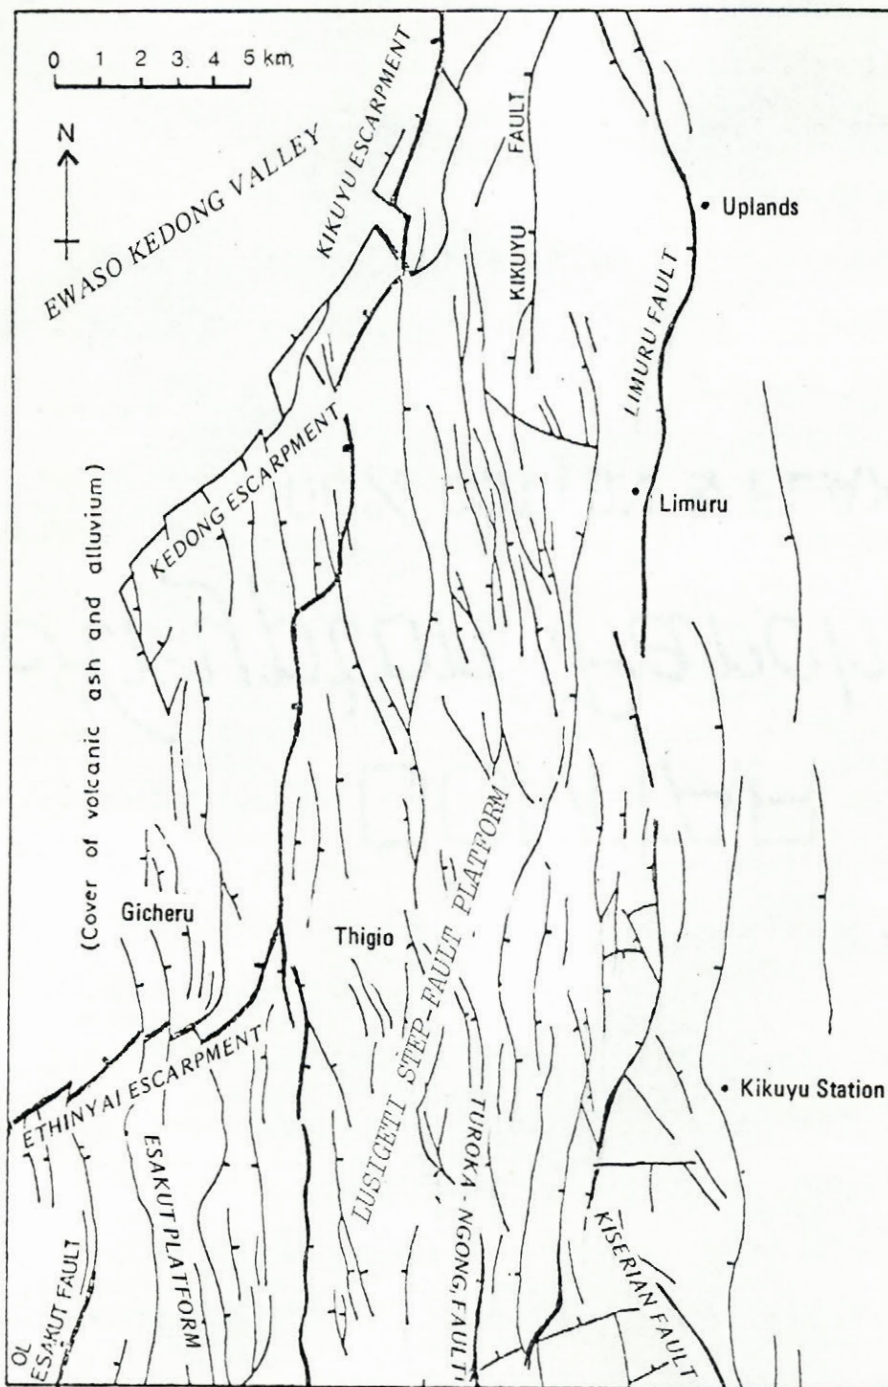 0 1 2 3 4 5 km
N
EWASO KEDONG VALLEY
KIKUYU ESCARPMENT
KIKUYU FAULT
Uplands
LIMURU FAULT
KEDONG ESCARPMENT
Limuru
(Cover of volcanic ash and alluvium)
Gicheru
Thigio
LUSIGETI STEP-FAULT PLATFORM
ETHINYAI ESCARPMENT
Kikuyu Station
ESAKUT PLATFORM
TUROKA - NGONG, FAULT
KISERIAN FAULT
OL
ESAKUT FAULT